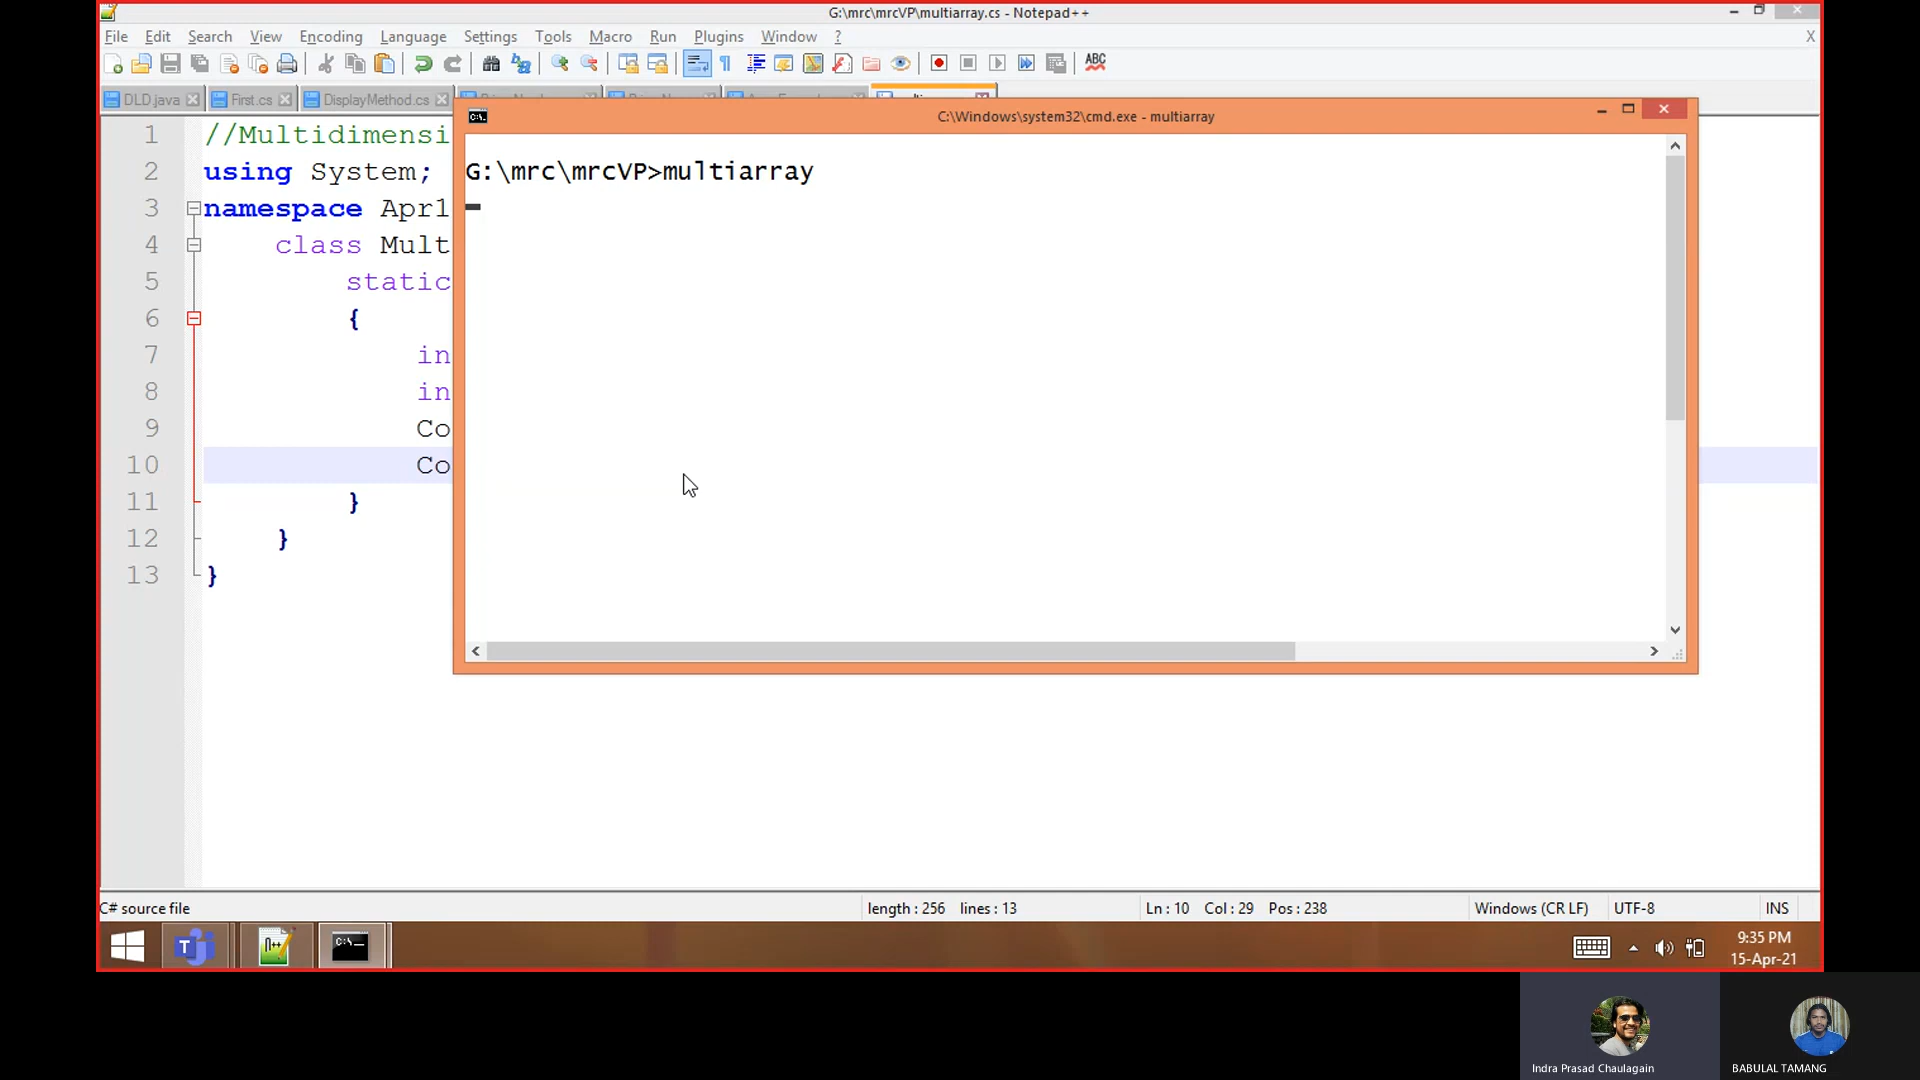 G:\mrc\mrcVP\multiarray.cs - Notepad++
File Edit Search View Encoding Language Settings Tools Macro Run Plugins Window ?
X
ABC
DLD.java First.cs DisplayMethod.cs
C:\Windows\system32\cmd.exe - multiarray
G:\mrc\mrcVP>multiarray
1 //Multidimensi
2 using System;
3 namespace Apr1
4 class Mult
5 static
6 {
7 in
8 in
9 Co
10 Co
11 }
12 }
13 }
C# source file length : 256 lines : 13 Ln : 10 Col : 29 Pos : 238 Windows (CR LF) UTF-8 INS
9:35 PM
15-Apr-21
Indra Prasad Chaulagain
BABULAL TAMANG